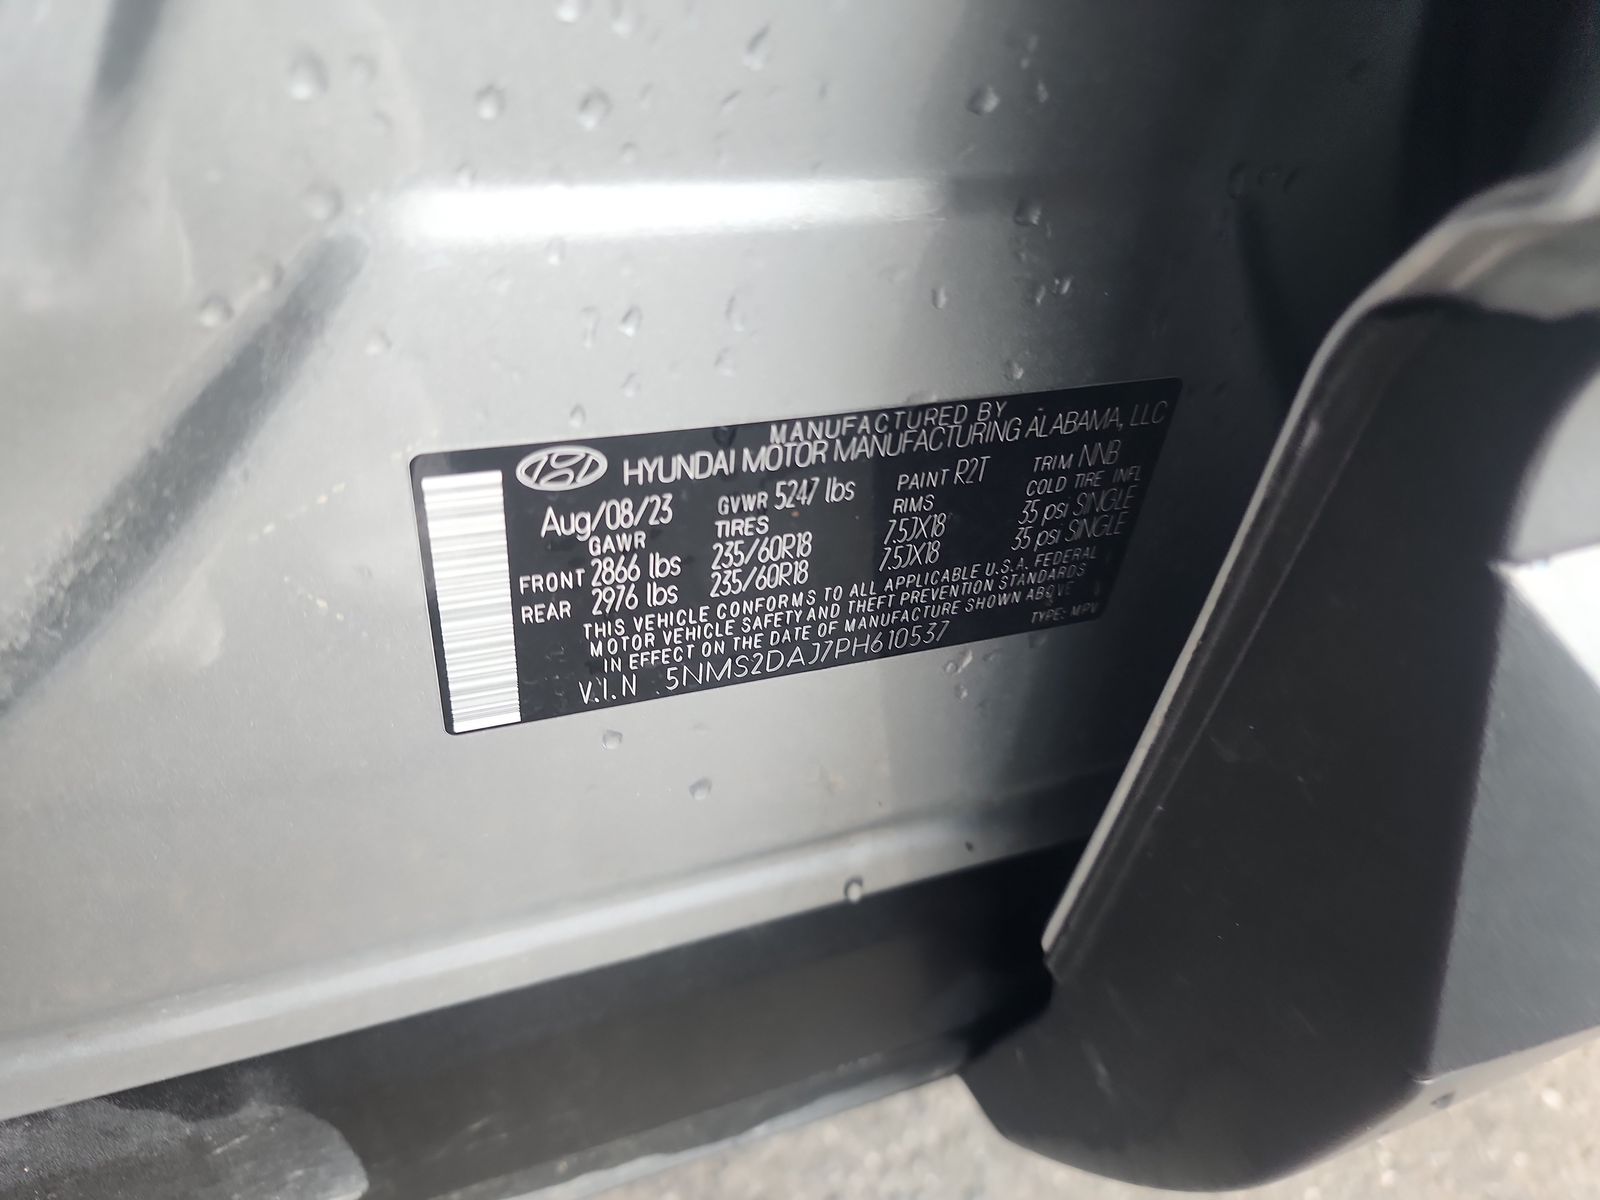 MANUFACTURED BY
HYUNDAI MOTOR MANUFACTURING ALABAMA, LLC
Aug/08/23 GVWR 5247 lbs PAINT R2T TRIM NNB
GAWR TIRES RIMS COLD TIRE INFL
FRONT 2866 lbs 235/60R18 7.5JX18 35 psi SINGLE
REAR 2976 lbs 235/60R18 7.5JX18 35 psi SINGLE
THIS VEHICLE CONFORMS TO ALL APPLICABLE U.S.A. FEDERAL
MOTOR VEHICLE SAFETY AND THEFT PREVENTION STANDARDS
IN EFFECT ON THE DATE OF MANUFACTURE SHOWN ABOVE
V.I.N 5NMS2DAJ7PH610537 TYPE: MPV